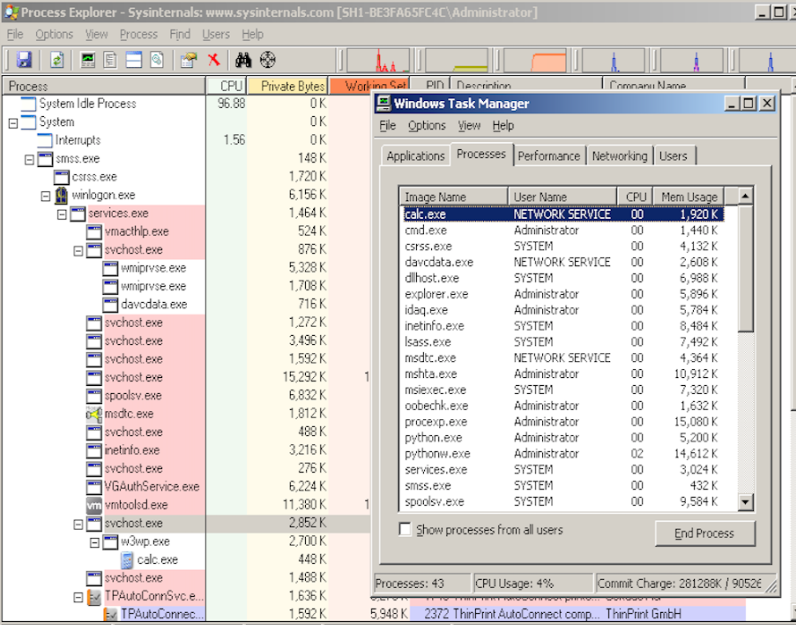 Process Explorer - Sysinternals: www.sysinternals.com [SH1-BE3FA65FC4C\Administrator]
File Options View Process Find Users Help
Process CPU Private Bytes Working Set PID Description Company Name
System Idle Process 96.88 0 K
System 0 K
Interrupts 1.56 0 K
smss.exe 148 K
csrss.exe 1,720 K
winlogon.exe 6,156 K
services.exe 1,464 K
vmacthlp.exe 524 K
svchost.exe 876 K
wmiprvse.exe 5,328 K
wmiprvse.exe 1,708 K
davcdata.exe 716 K
svchost.exe 1,272 K
svchost.exe 3,496 K
svchost.exe 1,592 K
svchost.exe 15,292 K 1
spoolsv.exe 6,832 K
msdtc.exe 1,812 K
svchost.exe 488 K
inetinfo.exe 3,216 K
svchost.exe 276 K
VGAuthService.exe 6,224 K
vmtoolsd.exe 11,380 K 1
svchost.exe 2,852 K
w3wp.exe 2,700 K
calc.exe 448 K
svchost.exe 1,488 K
TPAutoConnSvc.e... 1,636 K
TPAutoConnec... 1,592 K 5,948 K 2372 ThinPrint AutoConnect comp... ThinPrint GmbH
Windows Task Manager
File Options View Help
Applications Processes Performance Networking Users
Image Name User Name CPU Mem Usage
calc.exe NETWORK SERVICE 00 1,920 K
cmd.exe Administrator 00 1,440 K
csrss.exe SYSTEM 00 4,132 K
davcdata.exe NETWORK SERVICE 00 2,608 K
dllhost.exe SYSTEM 00 6,988 K
explorer.exe Administrator 00 5,896 K
idaq.exe Administrator 00 5,784 K
inetinfo.exe SYSTEM 00 8,484 K
lsass.exe SYSTEM 00 7,492 K
msdtc.exe NETWORK SERVICE 00 4,364 K
mshta.exe Administrator 00 10,912 K
msiexec.exe SYSTEM 00 7,320 K
oobechk.exe Administrator 00 1,632 K
procexp.exe Administrator 00 15,080 K
python.exe Administrator 00 5,200 K
pythonw.exe Administrator 02 14,612 K
services.exe SYSTEM 00 3,024 K
smss.exe SYSTEM 00 432 K
spoolsv.exe SYSTEM 00 9,584 K
Show processes from all users
End Process
Processes: 43 CPU Usage: 4% Commit Charge: 281288K / 9052